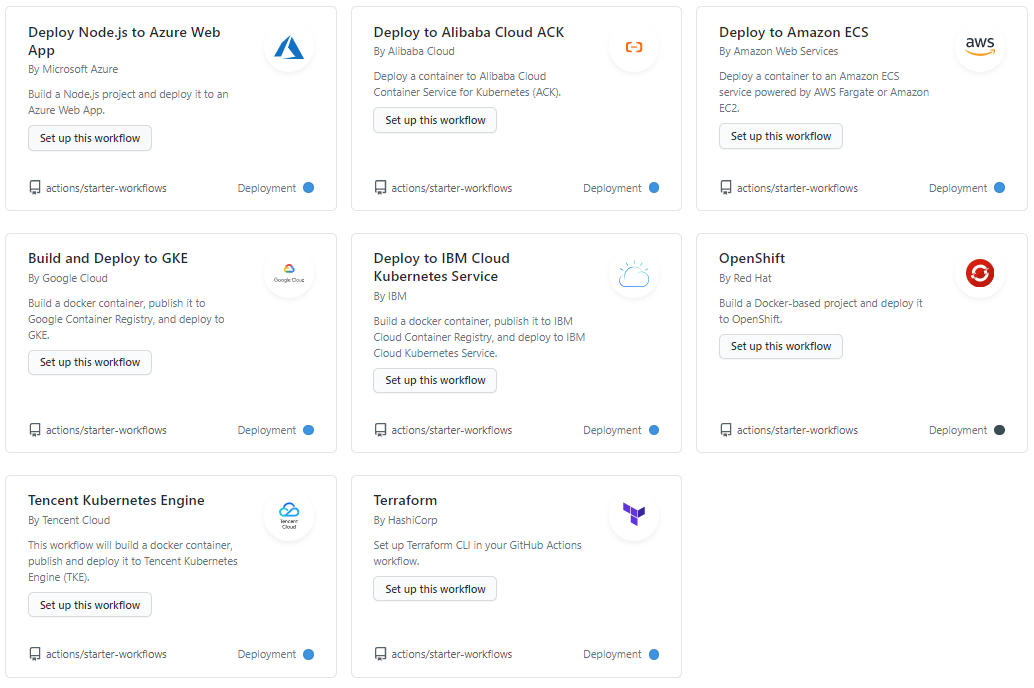 Deploy Node.js to Azure Web
App
By Microsoft Azure
Build a Node.js project and deploy it to an
Azure Web App.
Set up this workflow
actions/starter-workflows
Deployment
Deploy to Alibaba Cloud ACK
By Alibaba Cloud
Deploy a container to Alibaba Cloud
Container Service for Kubernetes (ACK).
Set up this workflow
actions/starter-workflows
Deployment
Deploy to Amazon ECS
By Amazon Web Services
aws
Deploy a container to an Amazon ECS
service powered by AWS Fargate or Amazon
EC2.
Set up this workflow
actions/starter-workflows
Deployment
Build and Deploy to GKE
By Google Cloud
Google Cloud
Build a docker container, publish it to
Google Container Registry, and deploy to
GKE.
Set up this workflow
actions/starter-workflows
Deployment
Deploy to IBM Cloud
Kubernetes Service
By IBM
Build a docker container, publish it to IBM
Cloud Container Registry, and deploy to IBM
Cloud Kubernetes Service.
Set up this workflow
actions/starter-workflows
Deployment
OpenShift
By Red Hat
Build a Docker-based project and deploy it
to OpenShift.
Set up this workflow
actions/starter-workflows
Deployment
Tencent Kubernetes Engine
By Tencent Cloud
Tencent
Cloud
This workflow will build a docker container,
publish and deploy it to Tencent Kubernetes
Engine (TKE).
Set up this workflow
actions/starter-workflows
Deployment
Terraform
By HashiCorp
Set up Terraform CLI in your GitHub Actions
workflow.
Set up this workflow
actions/starter-workflows
Deployment